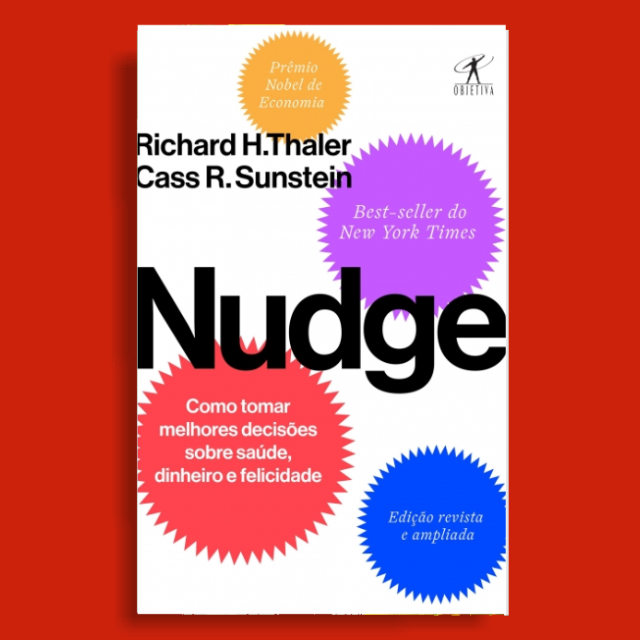 Prêmio
Nobel de
Economia
OBJETIVA
Richard H.Thaler
Cass R. Sunstein
Best-seller do
New York Times
Nudge
Como tomar
melhores decisões
sobre saúde,
dinheiro e felicidade
Edição revista
e ampliada